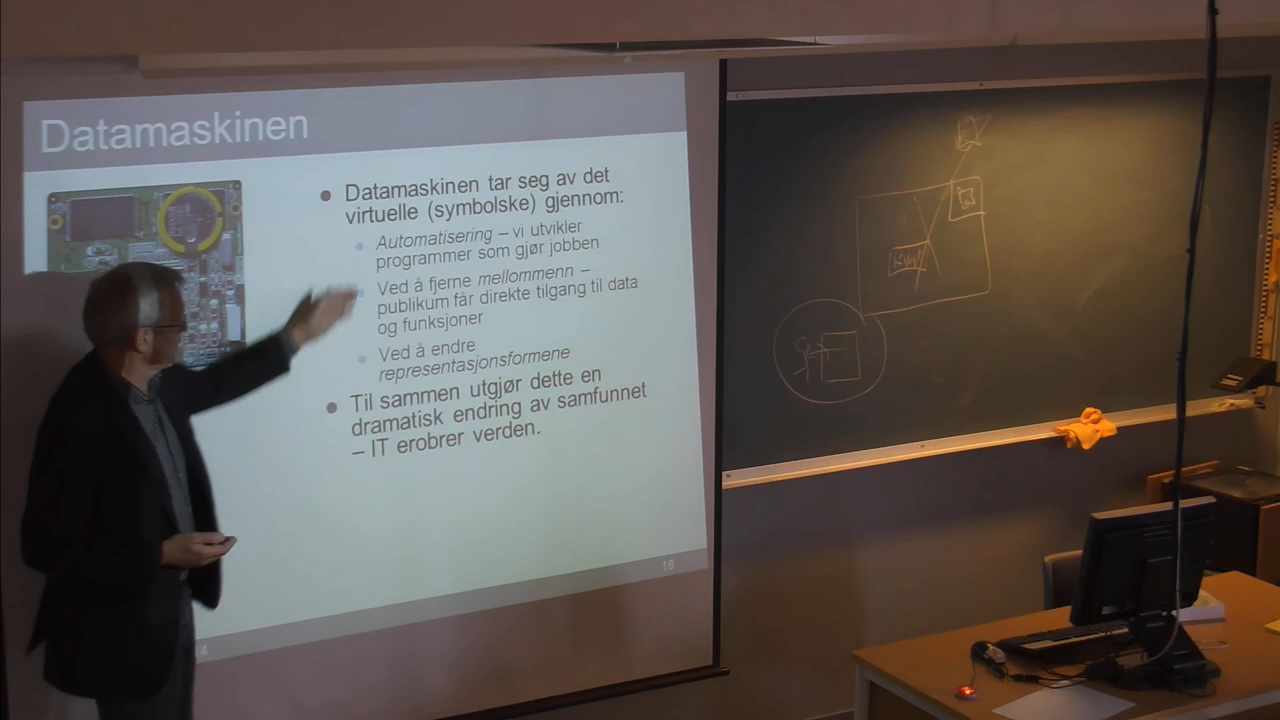 Datamaskinen
Datamaskinen tar seg av det
virtuelle (symbolske) gjennom:
Automatisering – vi utvikler
programmer som gjør jobben
Ved å fjerne mellommenn –
publikum får direkte tilgang til data
og funksjoner
Ved å endre
representasjonsformene
Til sammen utgjør dette en
dramatisk endring av samfunnet
– IT erobrer verden.
16